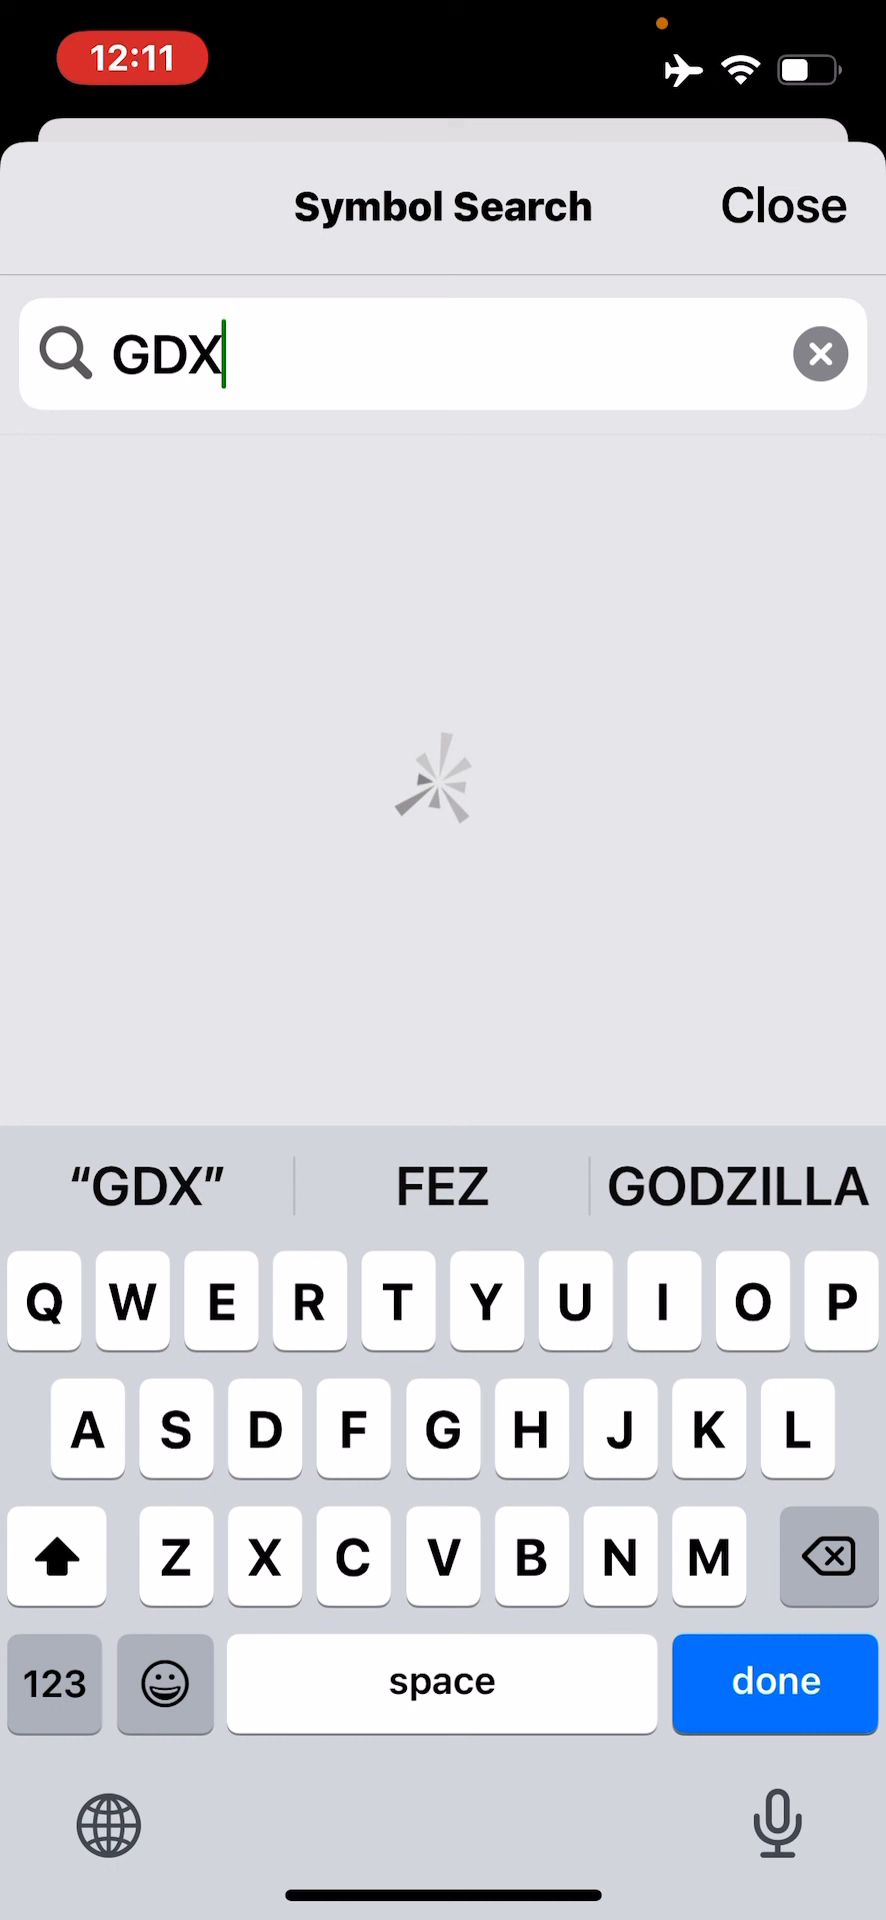 12:11
Symbol Search
Close
GDX
“GDX”
FEZ
GODZILLA
Q W E R T Y U I O P
A S D F G H J K L
Z X C V B N M
123
space
done